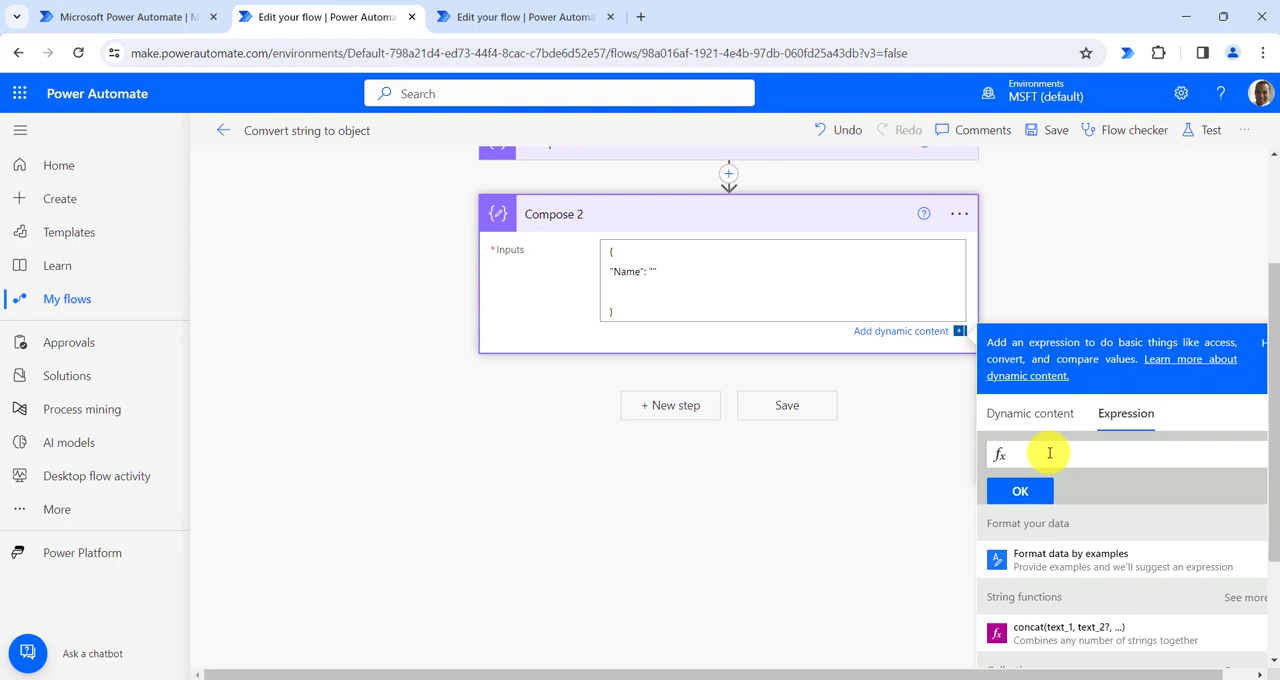 Microsoft Power Automate | M
Edit your flow | Power Automa
Edit your flow | Power Automa
make.powerautomate.com/environments/Default-798a21d4-ed73-44f4-8cac-c7bde6d52e57/flows/98a016af-1921-4e4b-97db-060fd25a43db?v3=false
Power Automate
Search
Environments
MSFT (default)
Comvert string to object
Undo
Redo
Comments
Save
Flow checker
Test
Home
Create
Templates
Learn
My flows
Approvals
Solutions
Process mining
AI models
Desktop flow activity
More
Power Platform
Ask a chatbot
Compose 2
* Inputs
{
"Name": ""
}
Add dynamic content
+ New step
Save
Add an expression to do basic things like access,
convert, and compare values. Learn more about
dynamic content.
H
Dynamic content
Expression
fx
OK
Format your data
Format data by examples
Provide examples and we'll suggest an expression
String functions
See more
fx
concat(text_1, text_2?, ...)
Combines any number of strings together